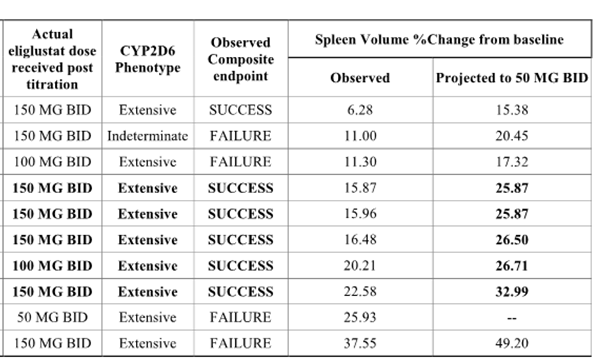 Actual eliglustat dose received post titration | CYP2D6 Phenotype | Observed Composite endpoint | Spleen Volume %Change from baseline
Observed | Projected to 50 MG BID
150 MG BID | Extensive | SUCCESS | 6.28 | 15.38
150 MG BID | Indeterminate | FAILURE | 11.00 | 20.45
100 MG BID | Extensive | FAILURE | 11.30 | 17.32
150 MG BID | Extensive | SUCCESS | 15.87 | 25.87
150 MG BID | Extensive | SUCCESS | 15.96 | 25.87
150 MG BID | Extensive | SUCCESS | 16.48 | 26.50
100 MG BID | Extensive | SUCCESS | 20.21 | 26.71
150 MG BID | Extensive | SUCCESS | 22.58 | 32.99
50 MG BID | Extensive | FAILURE | 25.93 | --
150 MG BID | Extensive | FAILURE | 37.55 | 49.20